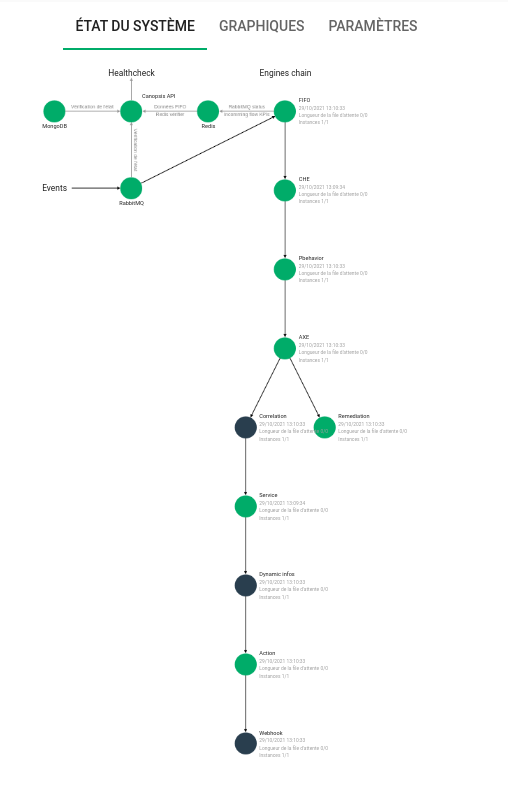 ÉTAT DU SYSTÈME GRAPHIQUES PARAMÈTRES
Healthcheck
Engines chain
Canopsis API
Vérification de l'état
Données FIFO
Redis vérifier
RabbitMQ status
incoming flow API
MongoDB
Redis
FIFO
29/10/2021 13:10:33
Longueur de la file d'attente 0/0
Instances 1/1
Events
RabbitMQ
CHE
29/10/2021 13:09:34
Longueur de la file d'attente 0/0
Instances 1/1
Pbehavior
29/10/2021 13:10:33
Longueur de la file d'attente 0/0
Instances 1/1
AXE
29/10/2021 13:10:33
Longueur de la file d'attente 0/0
Instances 1/1
Correlation
29/10/2021 13:10:33
Longueur de la file d'attente 0/0
Instances 1/1
Remediation
29/10/2021 13:10:33
Longueur de la file d'attente 0/0
Instances 1/1
Service
29/10/2021 13:09:34
Longueur de la file d'attente 0/0
Instances 1/1
Dynamic infos
29/10/2021 13:10:33
Longueur de la file d'attente 0/0
Instances 1/1
Action
29/10/2021 13:10:33
Longueur de la file d'attente 0/0
Instances 1/1
Webhook
29/10/2021 13:10:33
Longueur de la file d'attente 0/0
Instances 1/1